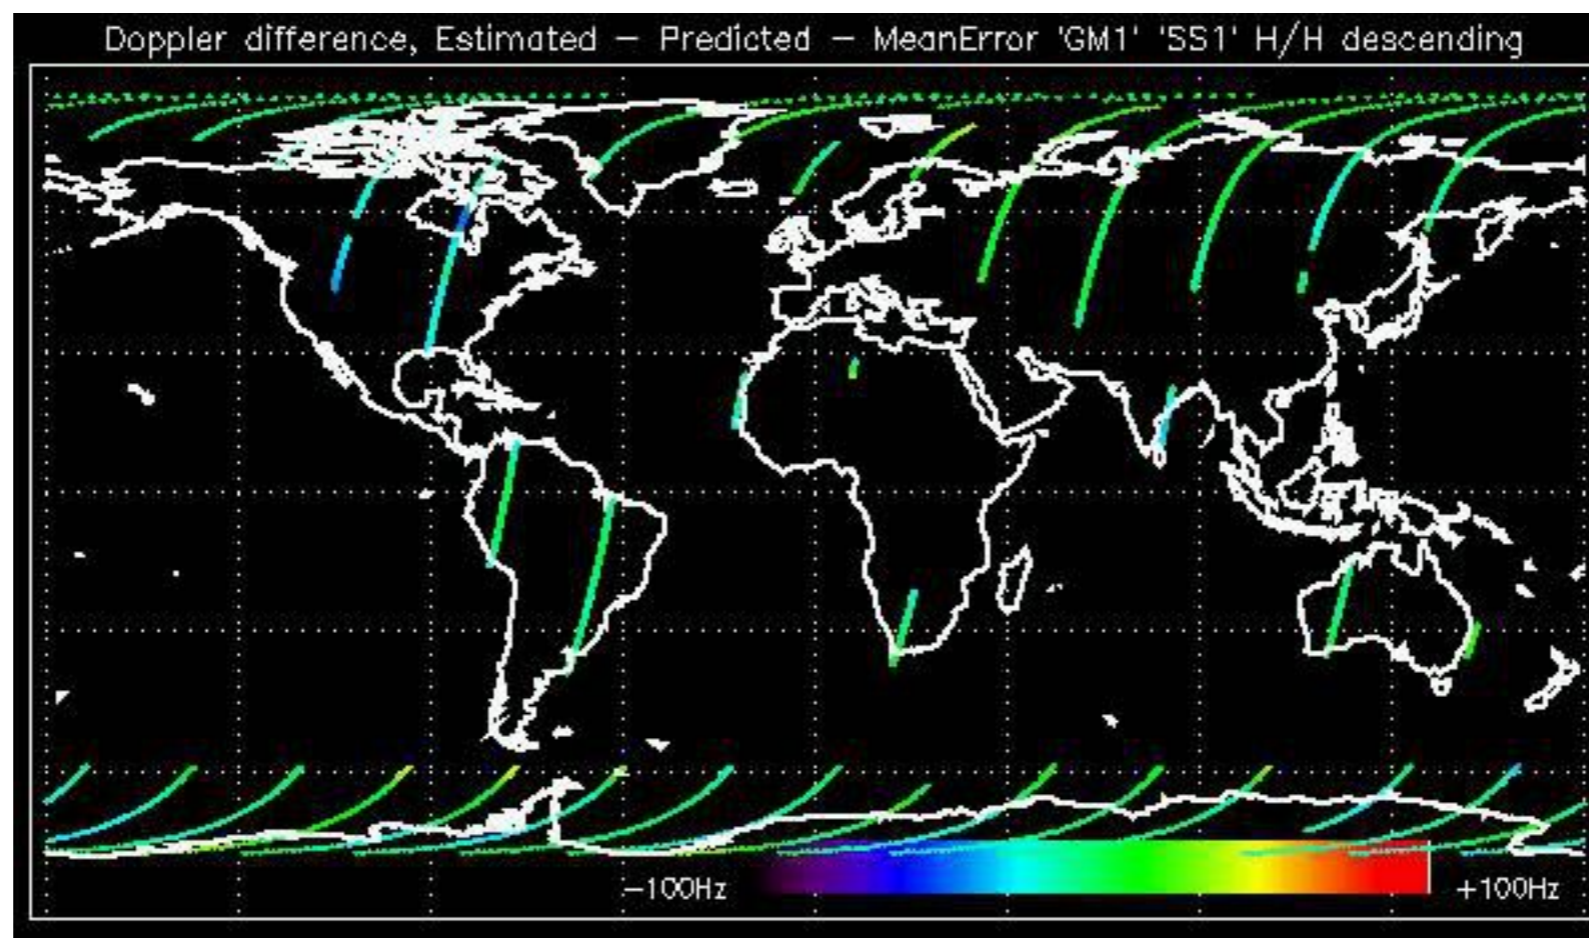 Doppler difference, Estimated – Predicted – MeanError 'GM1' 'SS1' H/H descending
–100Hz +100Hz